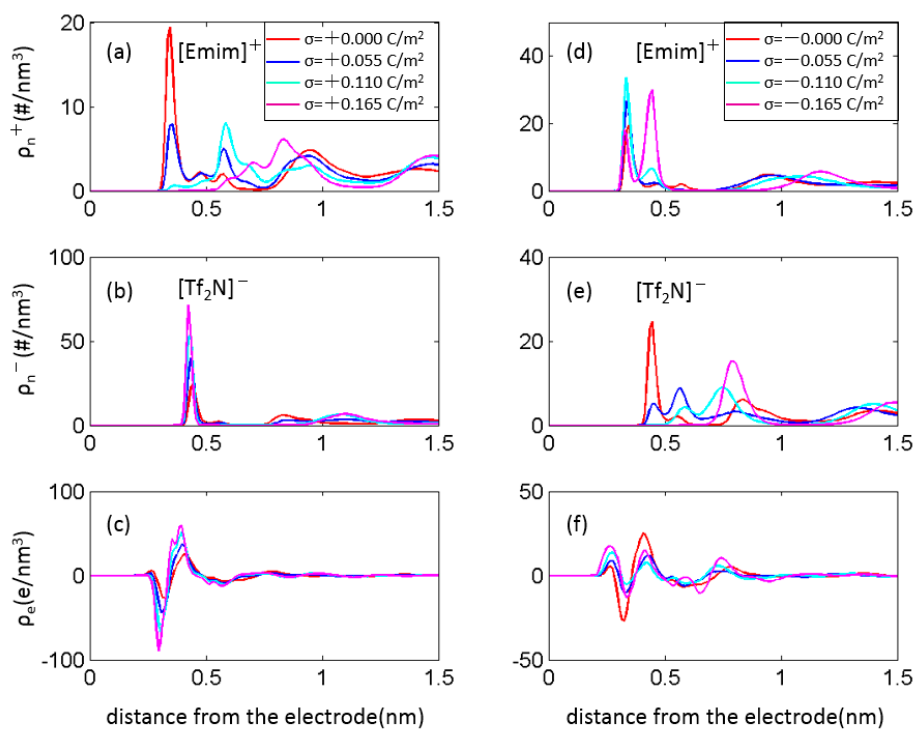 (a)
[Emim]⁺
σ=+0.000 C/m²
σ=+0.055 C/m²
σ=+0.110 C/m²
σ=+0.165 C/m²
ρₙ⁺(#/nm³)
20
10
0
0 0.5 1 1.5
(d)
[Emim]⁺
σ=−0.000 C/m²
σ=−0.055 C/m²
σ=−0.110 C/m²
σ=−0.165 C/m²
40
20
0
0 0.5 1 1.5
(b)
[Tf₂N]⁻
ρₙ⁻(#/nm³)
100
50
0
0 0.5 1 1.5
(e)
[Tf₂N]⁻
40
20
0
0 0.5 1 1.5
(c)
ρₑ(e/nm³)
100
0
-100
0 0.5 1 1.5
distance from the electrode(nm)
(f)
50
0
-50
0 0.5 1 1.5
distance from the electrode(nm)